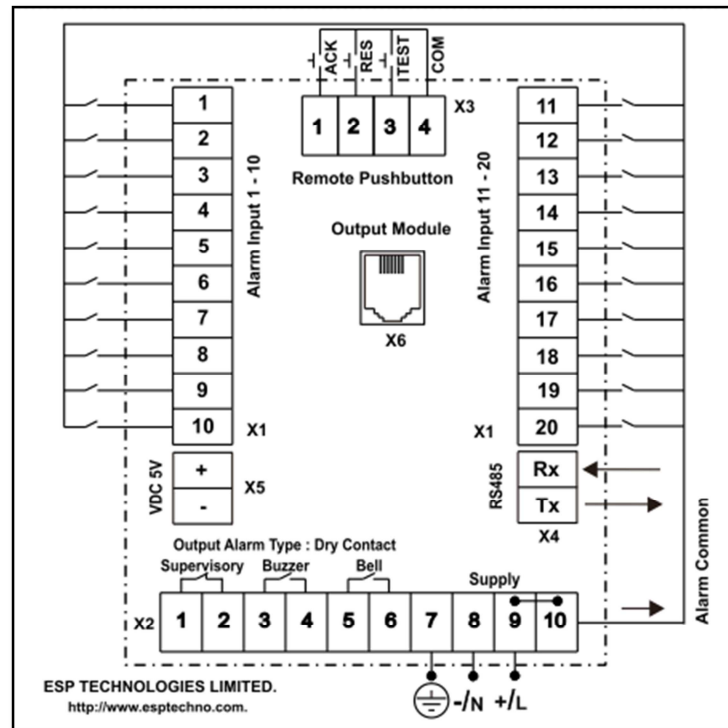 ACK
RES
TEST
COM
1 2 3 4
X3
Remote Pushbutton
Output Module
X6
Alarm Input 1 - 10
1
2
3
4
5
6
7
8
9
10
X1
Alarm Input 11 - 20
11
12
13
14
15
16
17
18
19
20
X1
VDC 5V
+
-
X5
RS485
Rx
Tx
X4
Alarm Common
Output Alarm Type : Dry Contact
Supervisory Buzzer Bell
Supply
X2 1 2 3 4 5 6 7 8 9 10
-/N +/L
ESP TECHNOLOGIES LIMITED.
http://www.esptechno.com.